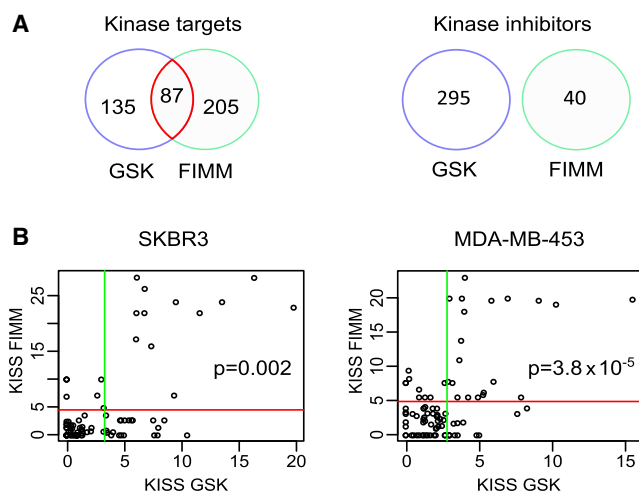 A
Kinase targets
Kinase inhibitors
135
87
205
295
40
GSK
FIMM
GSK
FIMM
B
SKBR3
MDA-MB-453
KISS FIMM
25
15
5
0
p=0.002
0
5
10
15
20
KISS GSK
KISS FIMM
20
10
5
0
p=3.8 x 10⁻⁵
0
5
10
15
KISS GSK